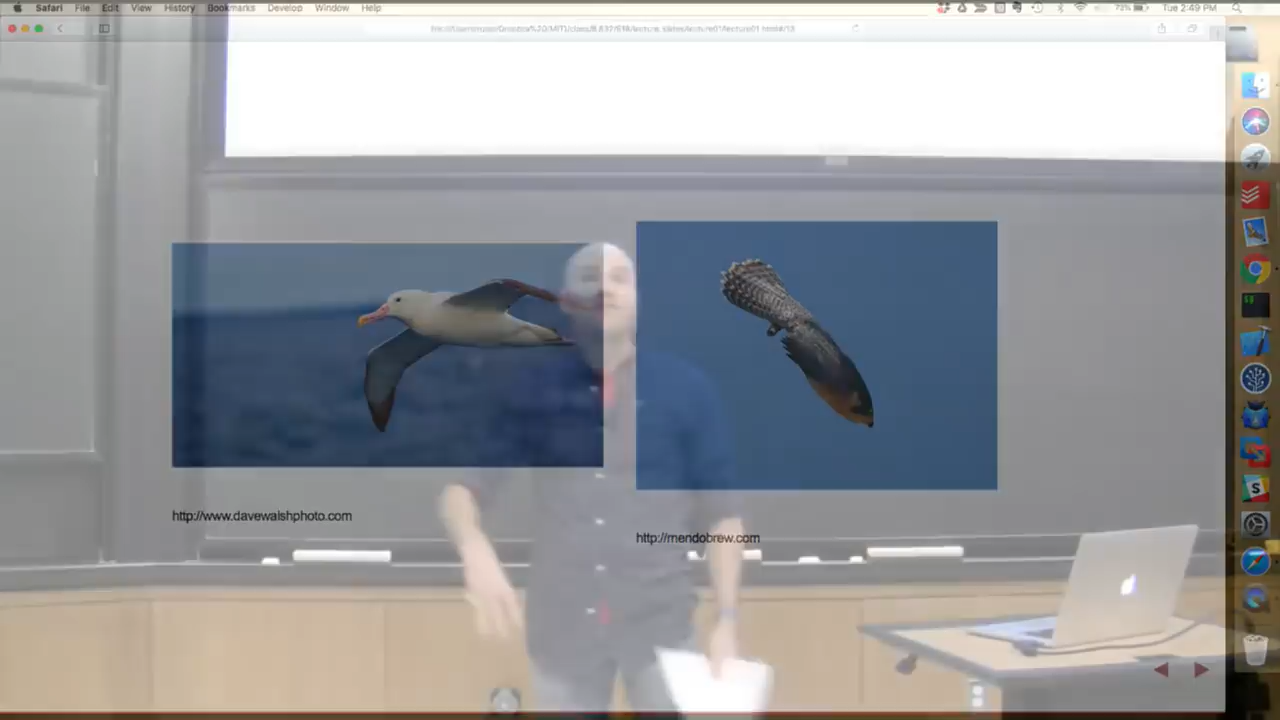 Safari File Edit View History Bookmarks Develop Window Help
73% Tue 2:49 PM
http://www.davewalshphoto.com
http://mendobrew.com